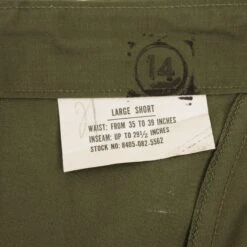 14
21
LARGE SHORT
WAIST: FROM 35 TO 39 INCHES
INSEAM: UP TO 29½ INCHES
STOCK NO: 8405-082-5562